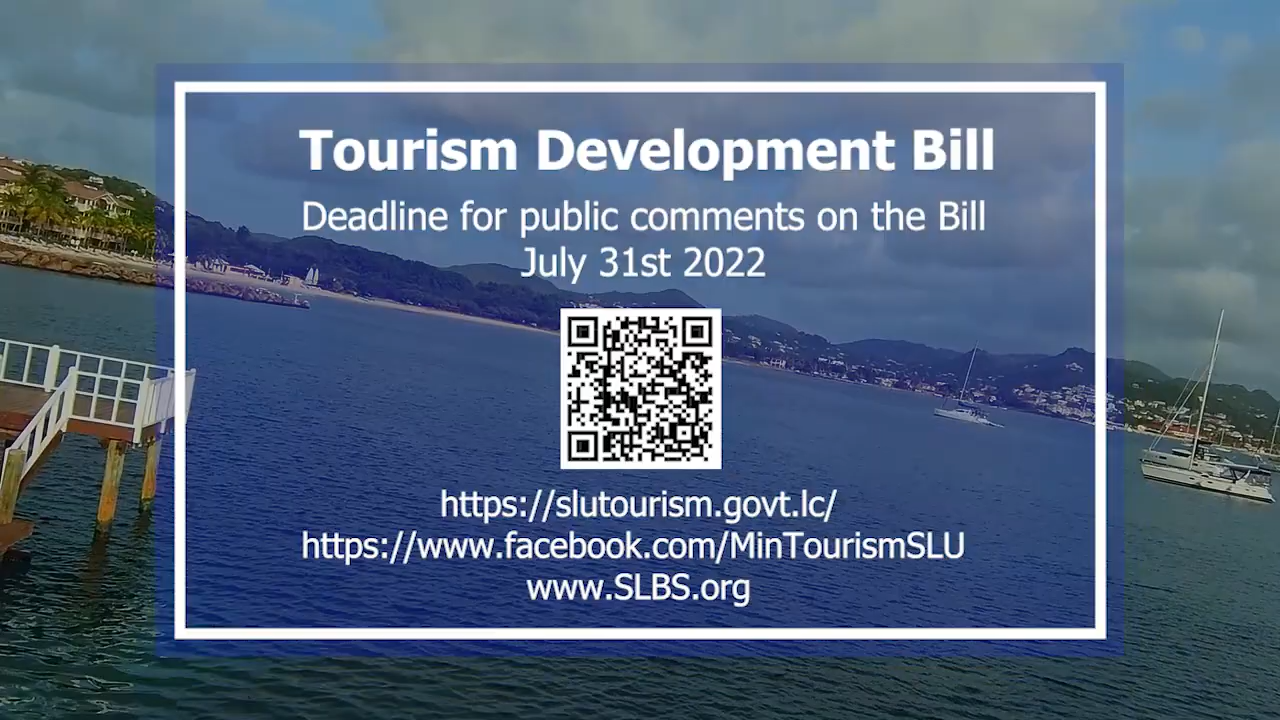 Tourism Development Bill
Deadline for public comments on the Bill
July 31st 2022
https://slutourism.govt.lc/
https://www.facebook.com/MinTourismSLU
www.SLBS.org